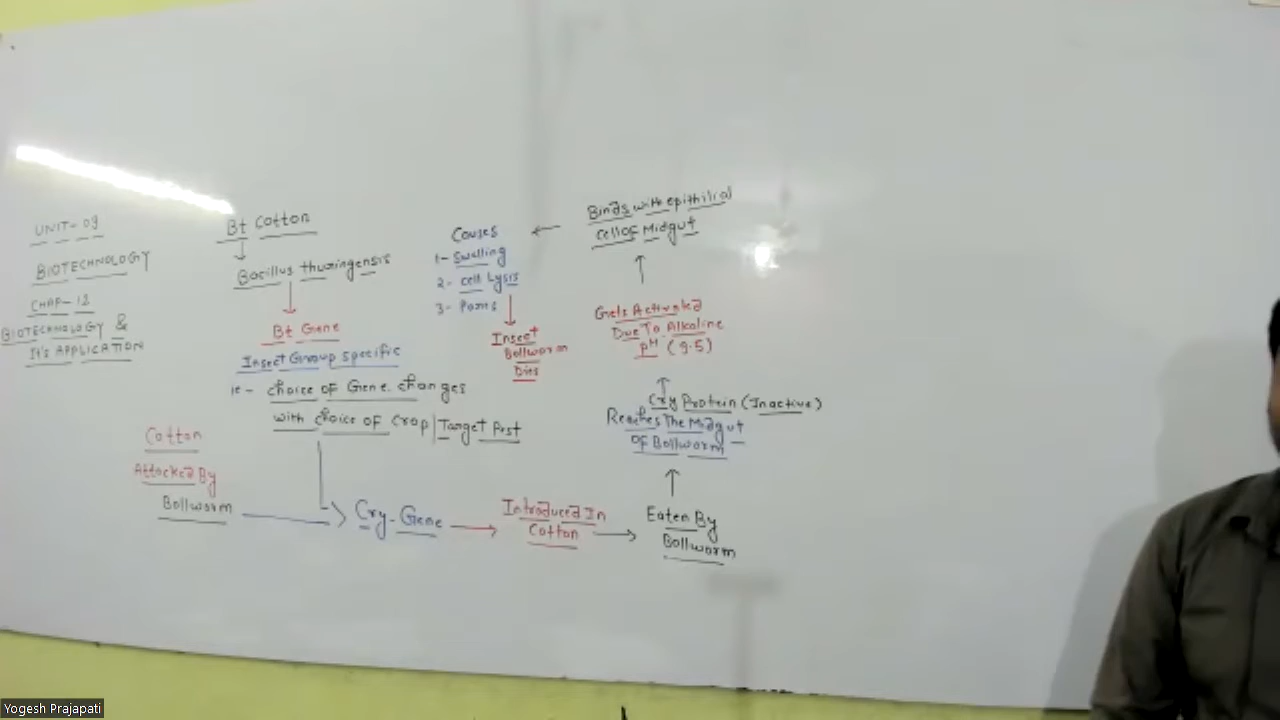 UNIT-09
BIOTECHNOLOGY
CHAP-12
BIOTECHNOLOGY &
It's APPLICATION
Bt Cotton
Bacillus thuringensis
Bt Gene
Insect Group specific
ie - choice of Gene changes
with choice of crop | Target Pest
Cotton
Attacked By
Bollworm
Cry-Gene
Introduced In
Cotton
Eaten By
Bollworm
Cry Protein (Inactive)
Reaches The Midgut
Of Bollworm
Gets Activated
Due To Alkaline
pH (9.5)
Binds with epithilial
Cell Of Midgut
Causes
1- Swelling
2- cell Lysis
3- Pores
Insect
Bollworm
Dies
Yogesh Prajapati